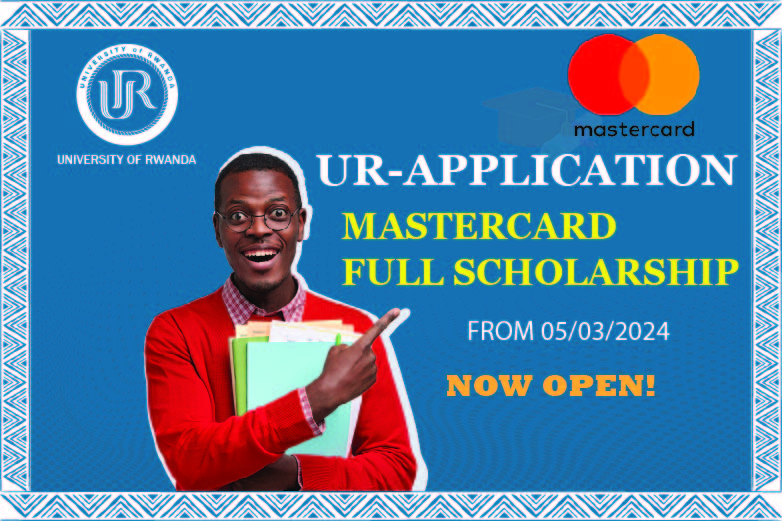 UNIVERSITY of RWANDA
UR
UNIVERSITY OF RWANDA
mastercard
UR-APPLICATION
MASTERCARD
FULL SCHOLARSHIP
FROM 05/03/2024
NOW OPEN!